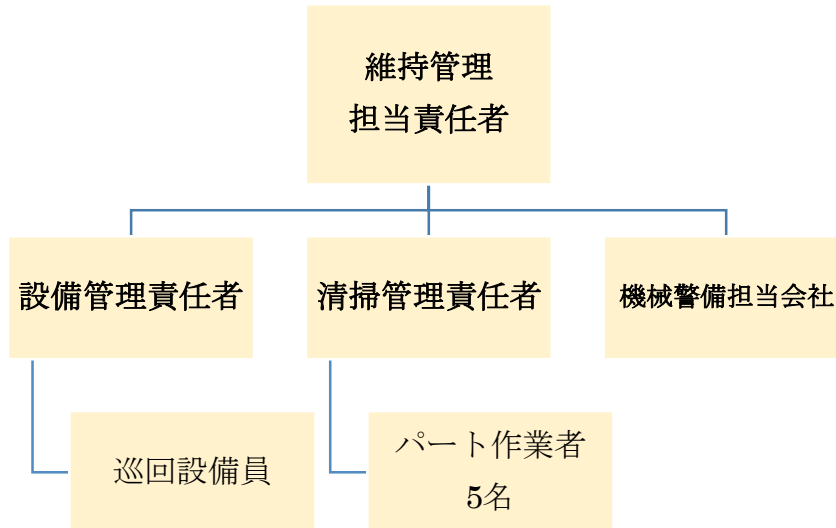 維持管理
担当責任者
設備管理責任者
清掃管理責任者
機械警備担当会社
巡回設備員
パート作業者
5名